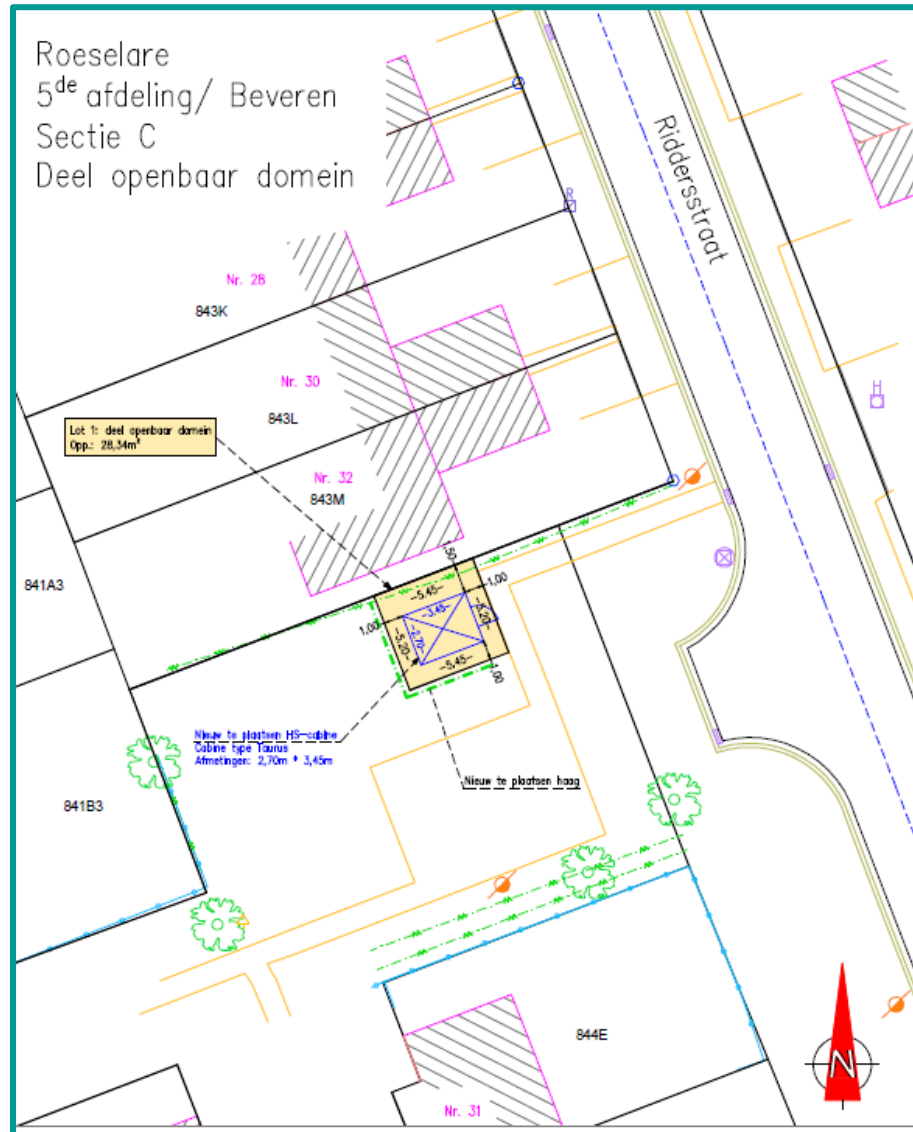 Roeselare
5de afdeling/ Beveren
Sectie C
Deel openbaar domein
Riddersstraat
R
Nr. 28
843K
H
Nr. 30
843L
Lot 1: deel openbaar domein
Opp.: 28,34m²
Nr. 32
843M
841A3
1,50
1,00
-5.45-
-3.45-
1,00
-5.20-
-2.70-
-5.20-
-5.45-
1,00
Nieuw te plaatsen HS-cabine
Cabine type Taurus
Afmetingen: 2,70m * 3,45m
Nieuw te plaatsen haag
841B3
844E
N
Nr. 31